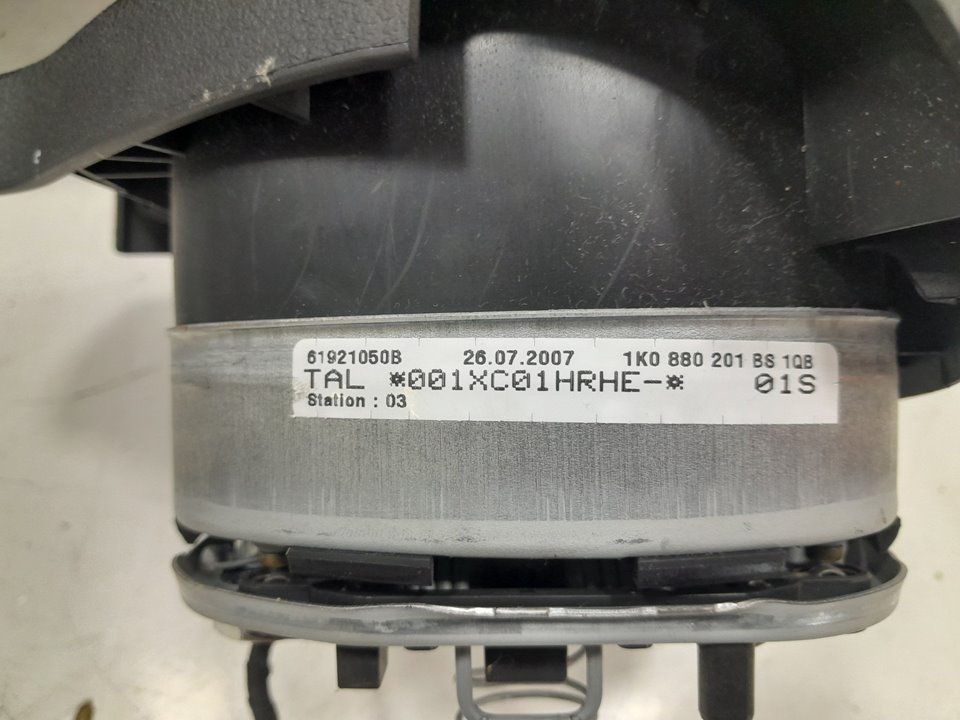 61921050B 26.07.2007 1K0 880 201 BS 1QB
TAL *001XC01HRHE-* 01S
Station : 03